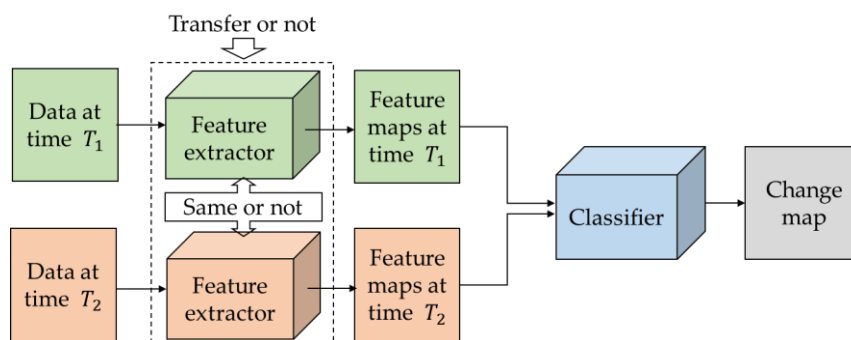 Transfer or not
Data at
time T₁
Feature
extractor
Feature
maps at
time T₁
Same or not
Classifier
Change
map
Data at
time T₂
Feature
extractor
Feature
maps at
time T₂